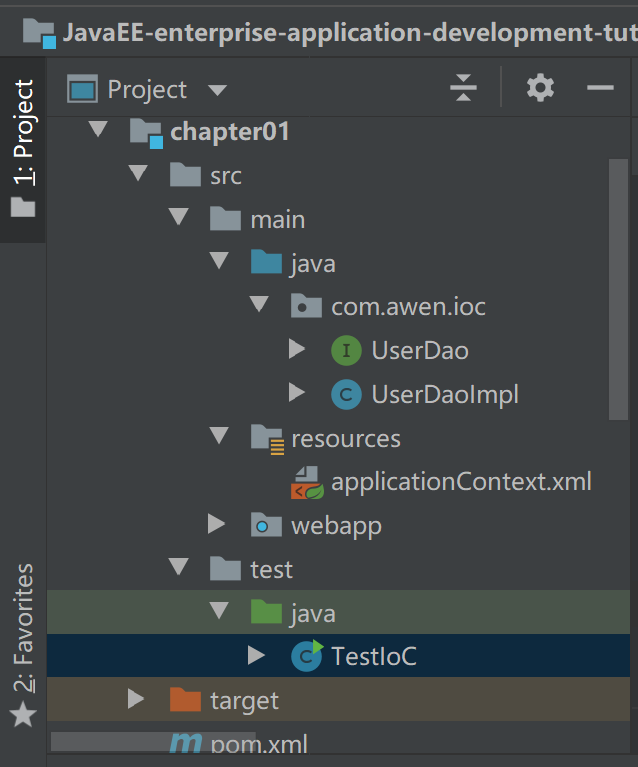 JavaEE-enterprise-application-development-tut
1: Project
Project
chapter01
src
main
java
com.awen.ioc
I UserDao
C UserDaoImpl
resources
applicationContext.xml
webapp
test
java
C TestIoC
target
m pom.xml
2: Favorites